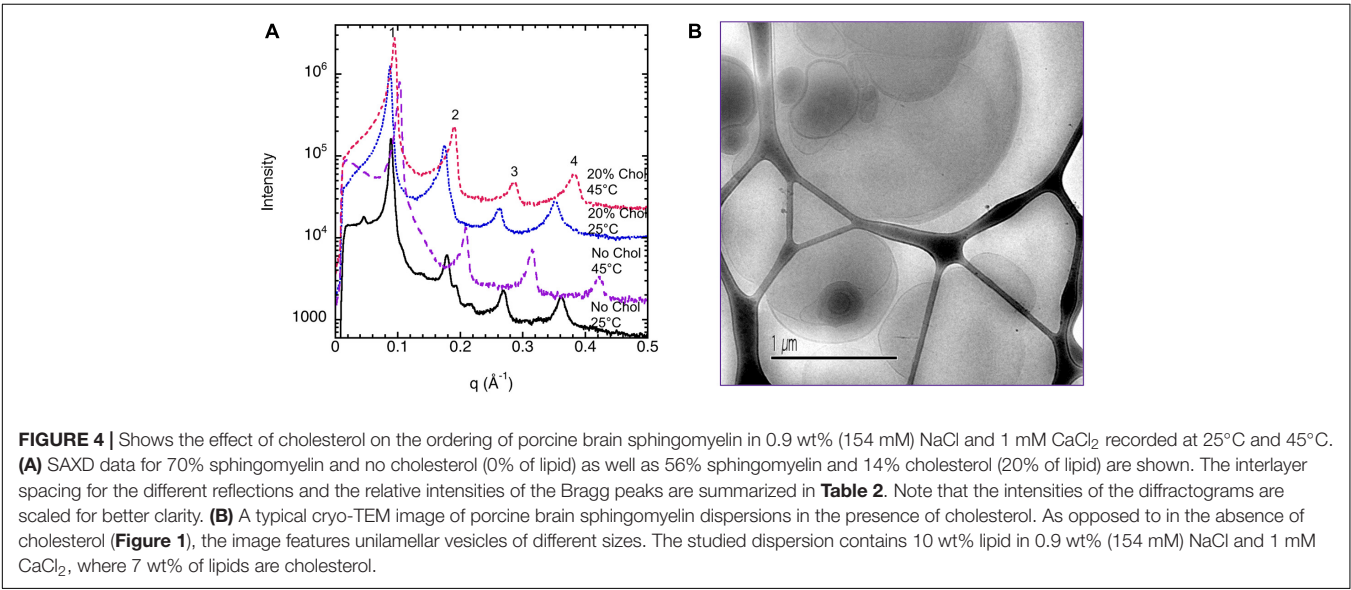 A
B
10⁶
10⁵
10⁴
1000
Intensity
0
0.1
0.2
0.3
0.4
0.5
q (Å⁻¹)
1
2
3
4
20% Chol
45°C
20% Chol
25°C
No Chol
45°C
No Chol
25°C
1 μm
FIGURE 4 | Shows the effect of cholesterol on the ordering of porcine brain sphingomyelin in 0.9 wt% (154 mM) NaCl and 1 mM CaCl₂ recorded at 25°C and 45°C.
(A) SAXD data for 70% sphingomyelin and no cholesterol (0% of lipid) as well as 56% sphingomyelin and 14% cholesterol (20% of lipid) are shown. The interlayer
spacing for the different reflections and the relative intensities of the Bragg peaks are summarized in Table 2. Note that the intensities of the diffractograms are
scaled for better clarity. (B) A typical cryo-TEM image of porcine brain sphingomyelin dispersions in the presence of cholesterol. As opposed to in the absence of
cholesterol (Figure 1), the image features unilamellar vesicles of different sizes. The studied dispersion contains 10 wt% lipid in 0.9 wt% (154 mM) NaCl and 1 mM
CaCl₂, where 7 wt% of lipids are cholesterol.